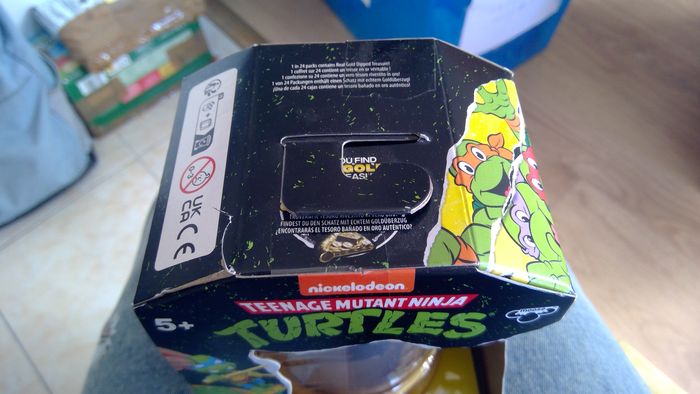 1 in 24 packs contains Real Gold Dipped Treasure!
1 coffret sur 24 contient un trésor en or véritable !
1 confezione su 24 contiene un vero tesoro rivestito in oro!
1 von 24 Packungen enthält einen Schatz mit echtem Goldüberzug!
¡Una de cada 24 cajas contiene un tesoro bañado en oro auténtico!
OU FIND
GOL
EAS
FINDEST DU DEN SCHATZ MIT ECHTEM GOLDÜBERZUG?
¿ENCONTRARÁS EL TESORO BAÑADO EN ORO AUTÉNTICO?
0-3
UK
CA
CE
nickelodeon
TEENAGE MUTANT NINJA
TURTLES
5+